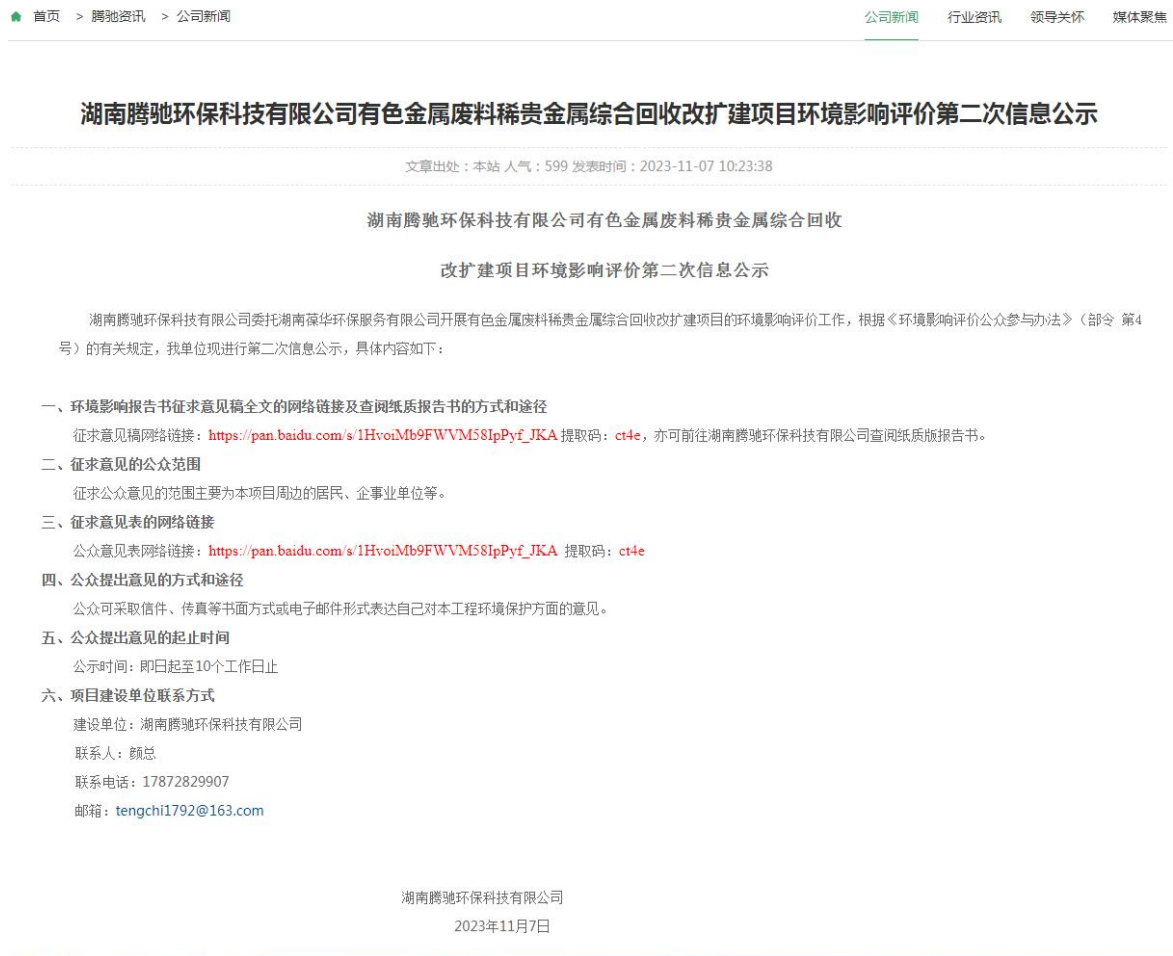 首页 > 腾驰资讯 > 公司新闻
公司新闻 行业资讯 领导关怀 媒体聚焦
湖南腾驰环保科技有限公司有色金属废料稀贵金属综合回收改扩建项目环境影响评价第二次信息公示
文章出处：本站 人气：599 发表时间：2023-11-07 10:23:38
湖南腾驰环保科技有限公司有色金属废料稀贵金属综合回收
改扩建项目环境影响评价第二次信息公示
湖南腾驰环保科技有限公司委托湖南葆华环保服务有限公司开展有色金属废料稀贵金属综合回收改扩建项目的环境影响评价工作，根据《环境影响评价公众参与办法》（部令 第4
号）的有关规定，我单位现进行第二次信息公示，具体内容如下：
一、环境影响报告书征求意见稿全文的网络链接及查阅纸质报告书的方式和途径
征求意见稿网络链接：https://pan.baidu.com/s/1HvoiMb9FWVM58IpPyf_JKA 提取码：ct4e，亦可前往湖南腾驰环保科技有限公司查阅纸质版报告书。
二、征求意见的公众范围
征求公众意见的范围主要为本项目周边的居民、企事业单位等。
三、征求意见表的网络链接
公众意见表网络链接：https://pan.baidu.com/s/1HvoiMb9FWVM58IpPyf_JKA 提取码：ct4e
四、公众提出意见的方式和途径
公众可采取信件、传真等书面方式或电子邮件形式表达自己对本工程环境保护方面的意见。
五、公众提出意见的起止时间
公示时间：即日起至10个工作日止
六、项目建设单位联系方式
建设单位：湖南腾驰环保科技有限公司
联系人：颜总
联系电话：17872829907
邮箱：tengchi1792@163.com
湖南腾驰环保科技有限公司
2023年11月7日